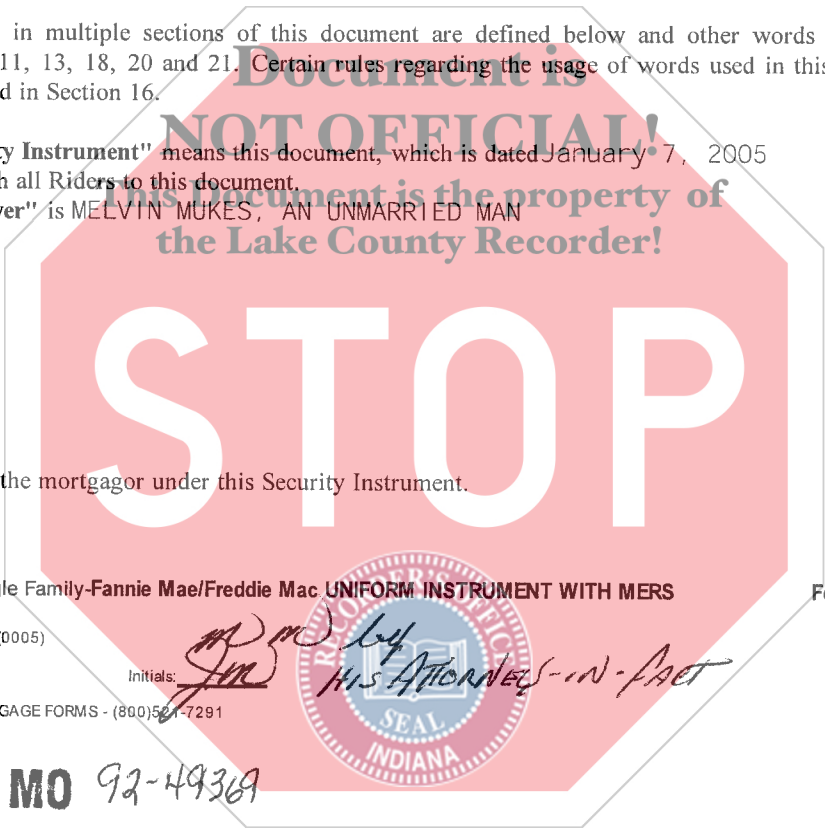 in multiple sections of this document are defined below and other words
11, 13, 18, 20 and 21. Certain rules regarding the usage of words used in this
d in Section 16.
Document is
NOT OFFICIAL!
This Document is the property of
the Lake County Recorder!
y Instrument" means this document, which is dated January 7, 2005
h all Riders to this document.
er" is MELVIN MUKES, AN UNMARRIED MAN
STOP
the mortgagor under this Security Instrument.
le Family-Fannie Mae/Freddie Mac UNIFORM INSTRUMENT WITH MERS
Fo
0005)
Initials: m m by
Jm HIS ATTORNEY-IN-FACT
GAGE FORMS - (800)521-7291
RECORDER'S OFFICE
SEAL
INDIANA
MO 92-49369